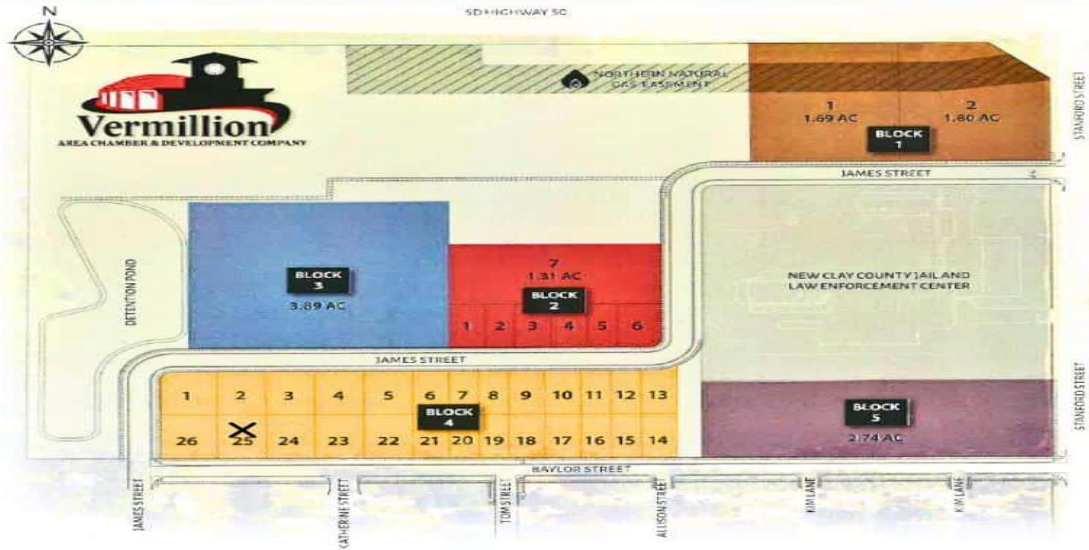 N
SD HIGHWAY 50
Vermillion
AREA CHAMBER & DEVELOPMENT COMPANY
NORTHERN NATURAL
GAS EASEMENT
1
1.69 AC
2
1.80 AC
BLOCK
1
STANFORD STREET
JAMES STREET
DETENTION POND
BLOCK
3
3.89 AC
7
1.31 AC
BLOCK
2
1 2 3 4 5 6
NEW CLAY COUNTY JAIL AND
LAW ENFORCEMENT CENTER
JAMES STREET
1 2 3 4 5 6 7 8 9 10 11 12 13
BLOCK
4
26 25 24 23 22 21 20 19 18 17 16 15 14
BLOCK
5
2.74 AC
STANFORD STREET
BAYLOR STREET
JAMES STREET
CATHERINE STREET
TOM STREET
ALLISON STREET
KIM LANE
KIM LANE